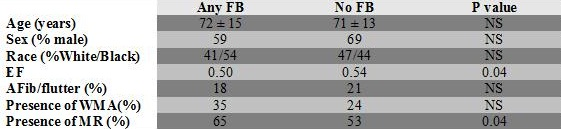 Any FB No FB P value
Age (years) 72 ± 15 71 ± 13 NS
Sex (% male) 59 69 NS
Race (%White/Black) 41/54 47/44 NS
EF 0.50 0.54 0.04
AFib/flutter (%) 18 21 NS
Presence of WMA(%) 35 24 NS
Presence of MR (%) 65 53 0.04